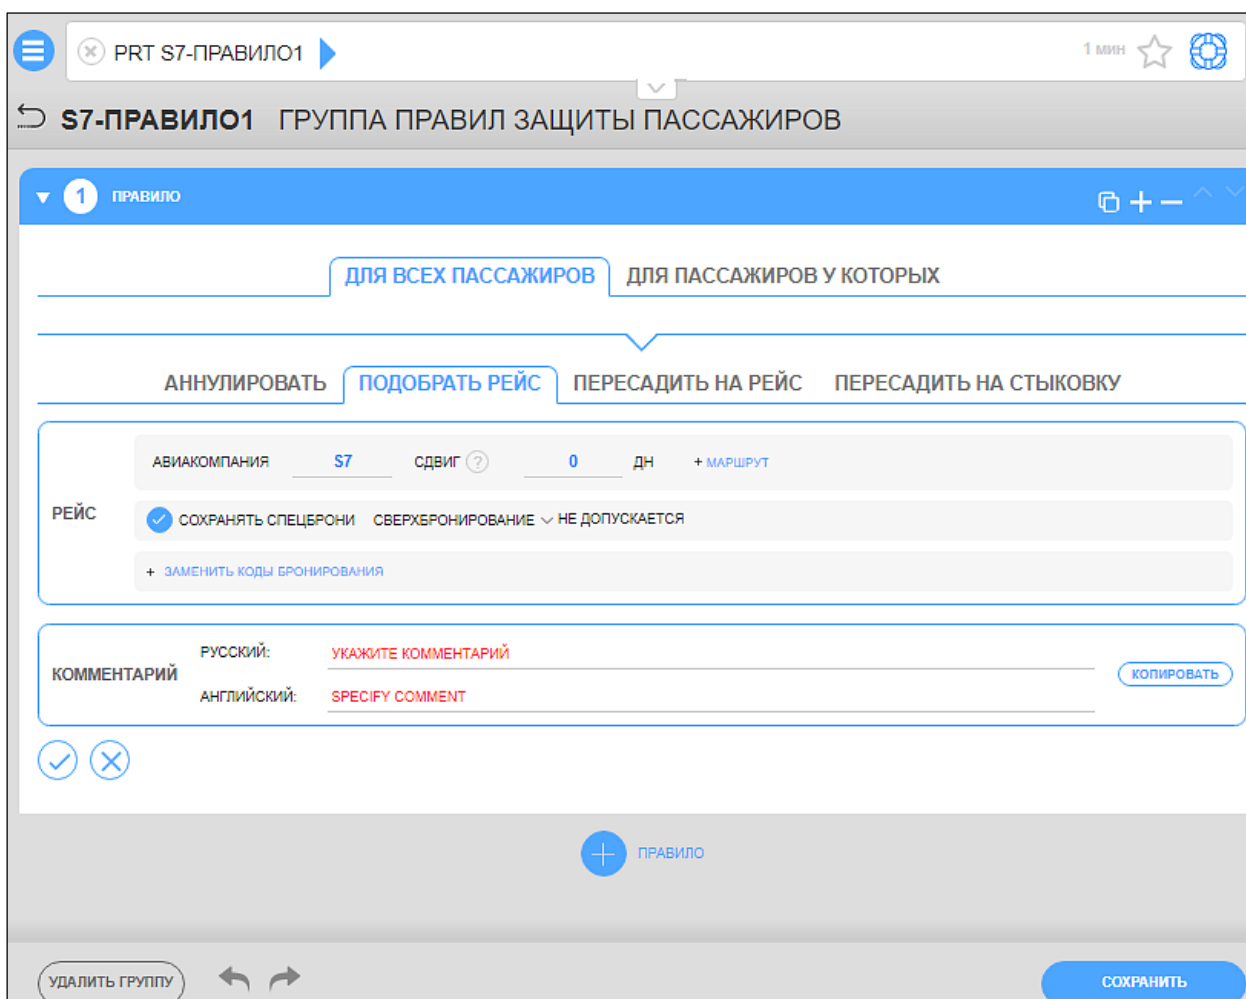 PRT S7-ПРАВИЛО1 1 мин
S7-ПРАВИЛО1 ГРУППА ПРАВИЛ ЗАЩИТЫ ПАССАЖИРОВ
1 ПРАВИЛО
ДЛЯ ВСЕХ ПАССАЖИРОВ ДЛЯ ПАССАЖИРОВ У КОТОРЫХ
АННУЛИРОВАТЬ ПОДОБРАТЬ РЕЙС ПЕРЕСАДИТЬ НА РЕЙС ПЕРЕСАДИТЬ НА СТЫКОВКУ
АВИАКОМПАНИЯ S7 СДВИГ ? 0 ДН + МАРШРУТ
РЕЙС
СОХРАНЯТЬ СПЕЦБРОНИ СВЕРХБРОНИРОВАНИЕ НЕ ДОПУСКАЕТСЯ
+ ЗАМЕНИТЬ КОДЫ БРОНИРОВАНИЯ
РУССКИЙ: УКАЖИТЕ КОММЕНТАРИЙ
КОММЕНТАРИЙ КОПИРОВАТЬ
АНГЛИЙСКИЙ: SPECIFY COMMENT
ПРАВИЛО
УДАЛИТЬ ГРУППУ СОХРАНИТЬ